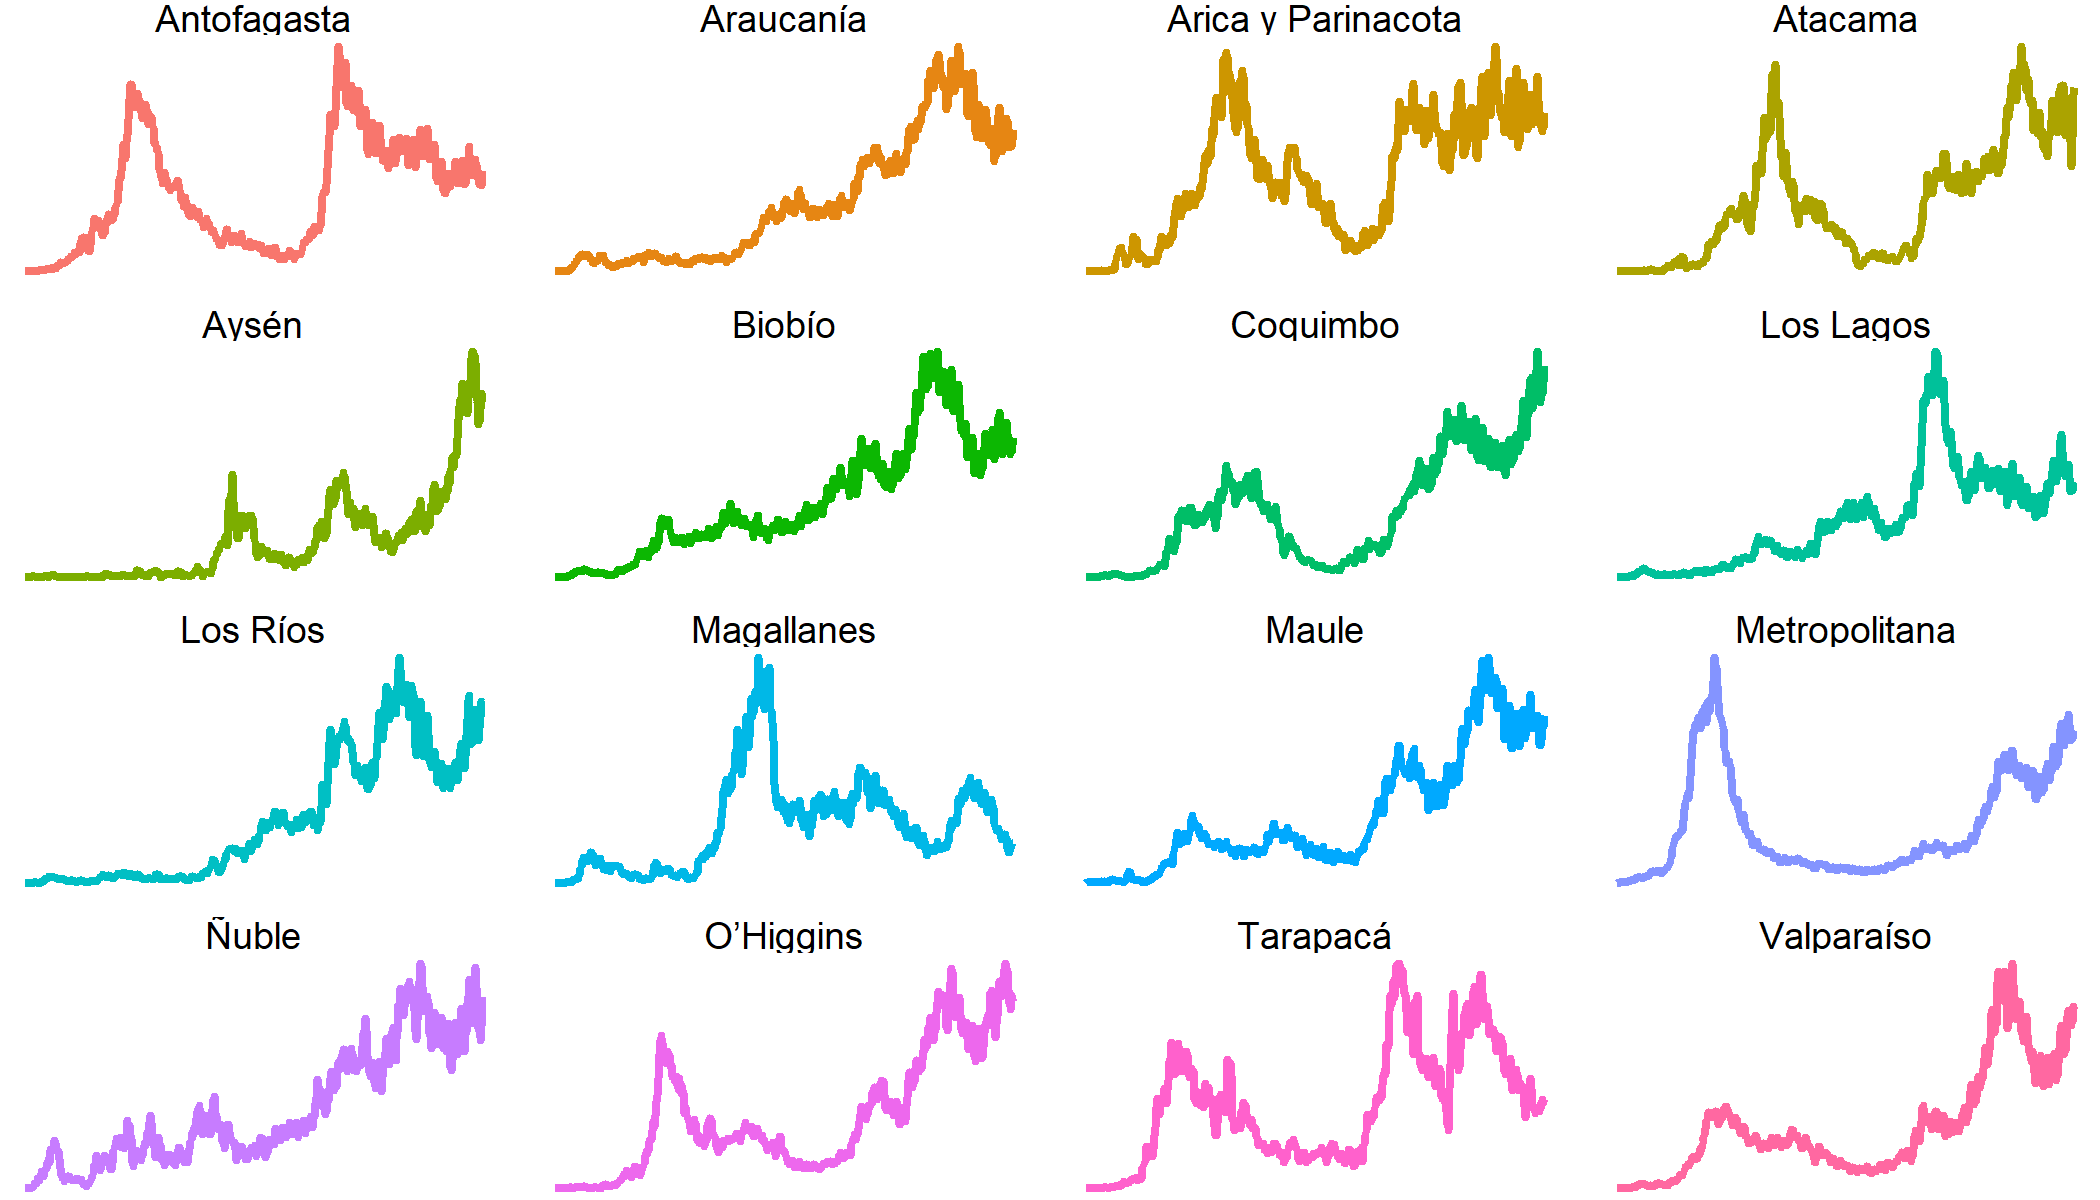 Antofagasta
Araucanía
Arica y Parinacota
Atacama
Aysén
Biobío
Coquimbo
Los Lagos
Los Ríos
Magallanes
Maule
Metropolitana
Ñuble
O’Higgins
Tarapacá
Valparaíso